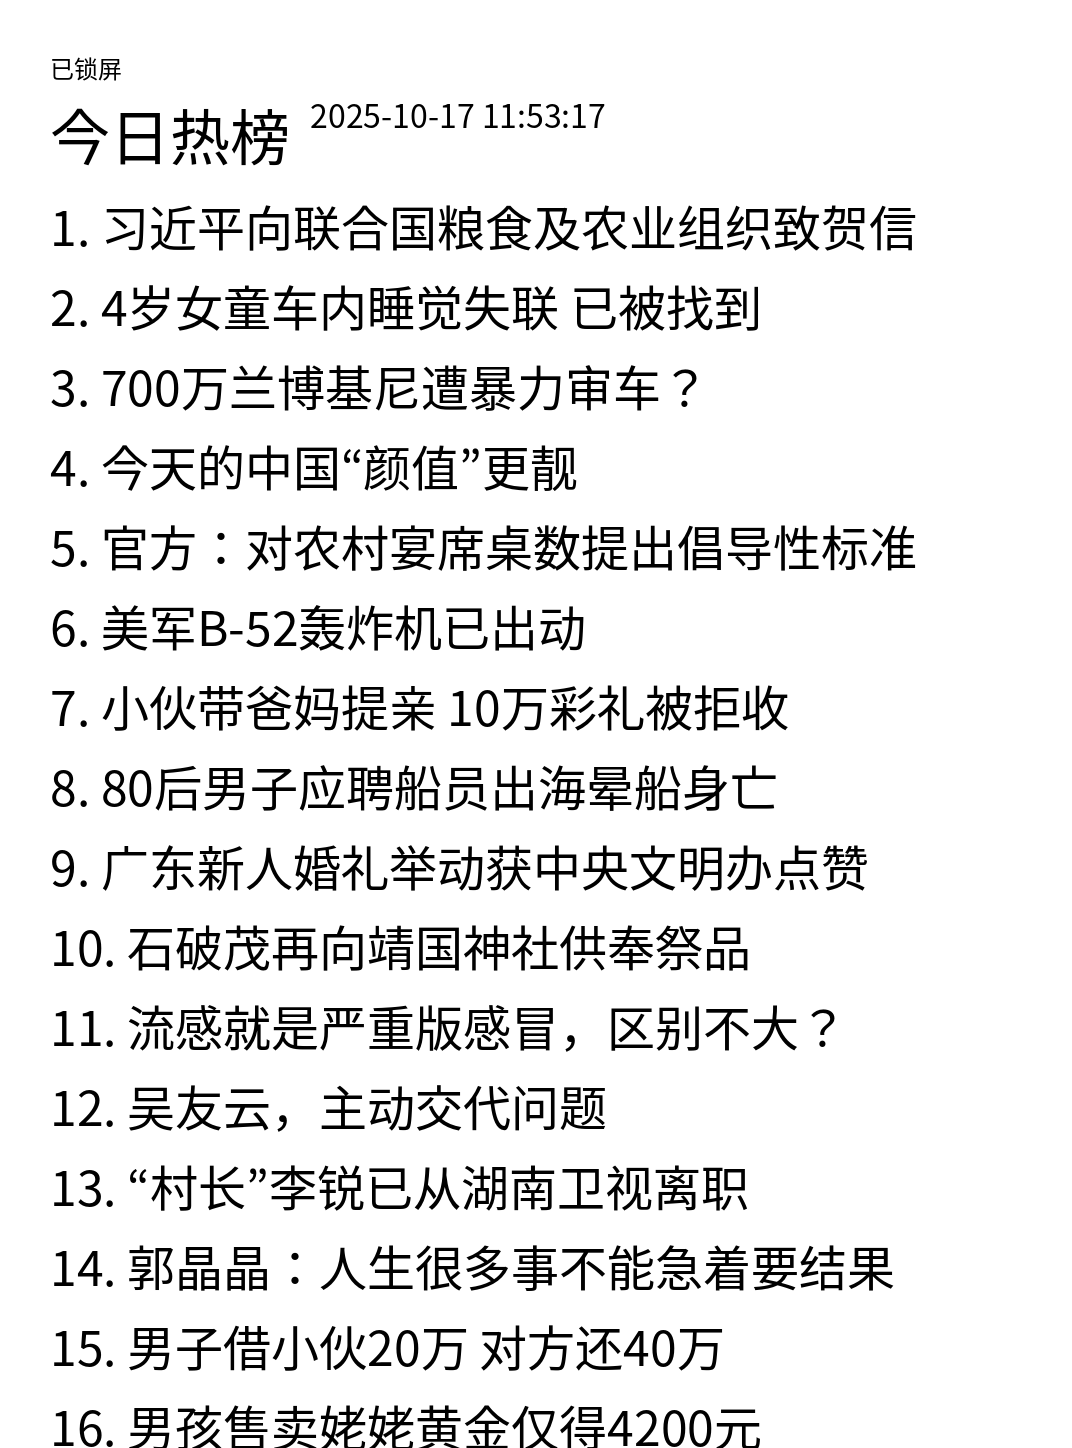 已锁屏
今日热榜 2025-10-17 11:53:17
1. 习近平向联合国粮食及农业组织致贺信
2. 4岁女童车内睡觉失联 已被找到
3. 700万兰博基尼遭暴力审车？
4. 今天的中国“颜值”更靓
5. 官方：对农村宴席桌数提出倡导性标准
6. 美军B-52轰炸机已出动
7. 小伙带爸妈提亲 10万彩礼被拒收
8. 80后男子应聘船员出海晕船身亡
9. 广东新人婚礼举动获中央文明办点赞
10. 石破茂再向靖国神社供奉祭品
11. 流感就是严重版感冒，区别不大？
12. 吴友云，主动交代问题
13. “村长”李锐已从湖南卫视离职
14. 郭晶晶：人生很多事不能急着要结果
15. 男子借小伙20万 对方还40万
16. 男孩售卖姥姥黄金仅得4200元